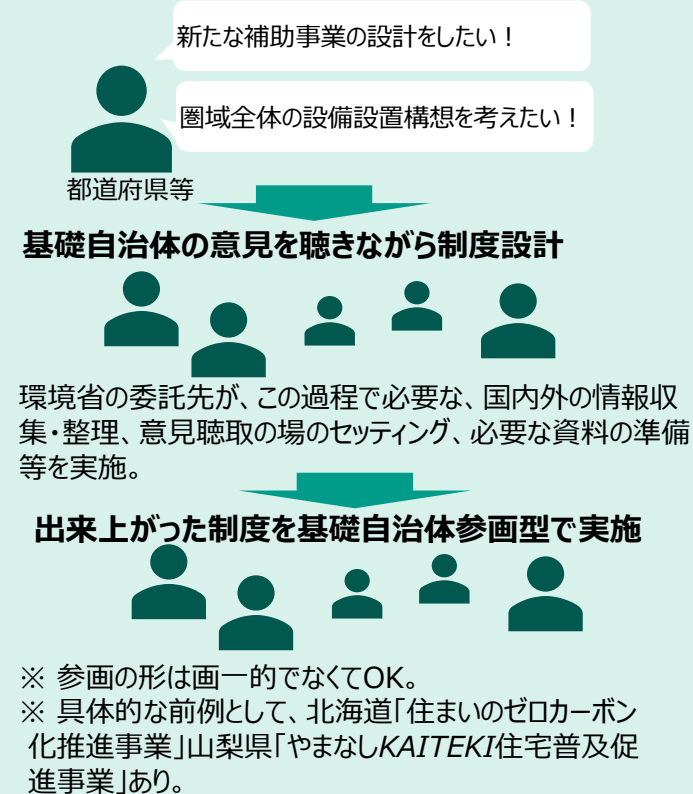 新たな補助事業の設計をしたい！
圏域全体の設備設置構想を考えたい！
都道府県等
基礎自治体の意見を聴きながら制度設計
環境省の委託先が、この過程で必要な、国内外の情報収
集・整理、意見聴取の場のセッティング、必要な資料の準備
等を実施。
出来上がった制度を基礎自治体参画型で実施
※ 参画の形は画一的でなくてOK。
※ 具体的な前例として、北海道「住まいのゼロカーボン
化推進事業」山梨県「やまなしKAITEKI住宅普及促
進事業」あり。